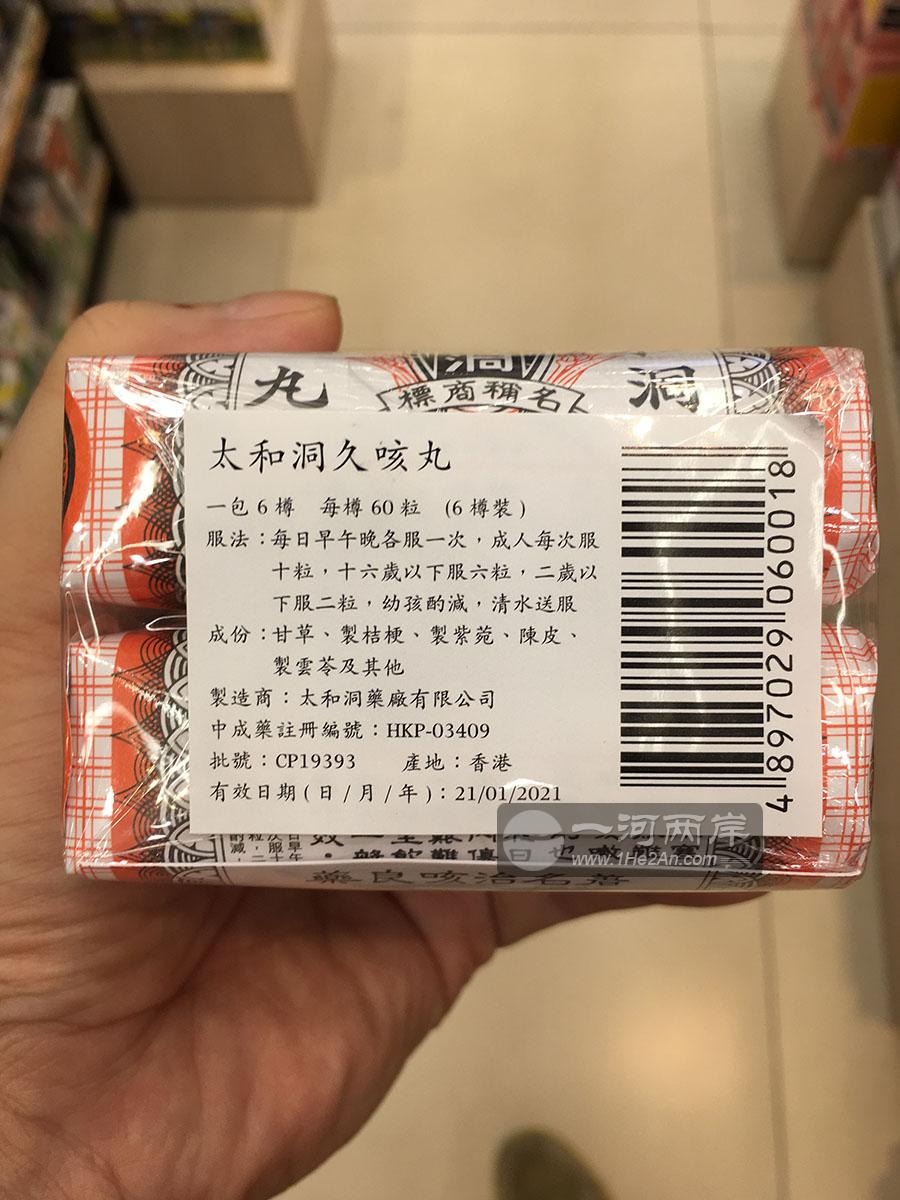 丸
洞
標商稱名
洞
太和洞久咳丸
一包6樽 每樽60粒 (6樽裝)
服法：每日早午晚各服一次，成人每次服
十粒，十六歲以下服六粒，二歲以
下服二粒，幼孩酌減，清水送服
成份：甘草、製桔梗、製紫菀、陳皮、
製雲苓及其他
製造商：太和洞藥廠有限公司
中成藥註冊編號：HKP-03409
批號：CP19393 產地：香港
有效日期(日/月/年)：21/01/2021
4 897029 060018
一河兩岸
www.1He2An.com
藥良咳治名著